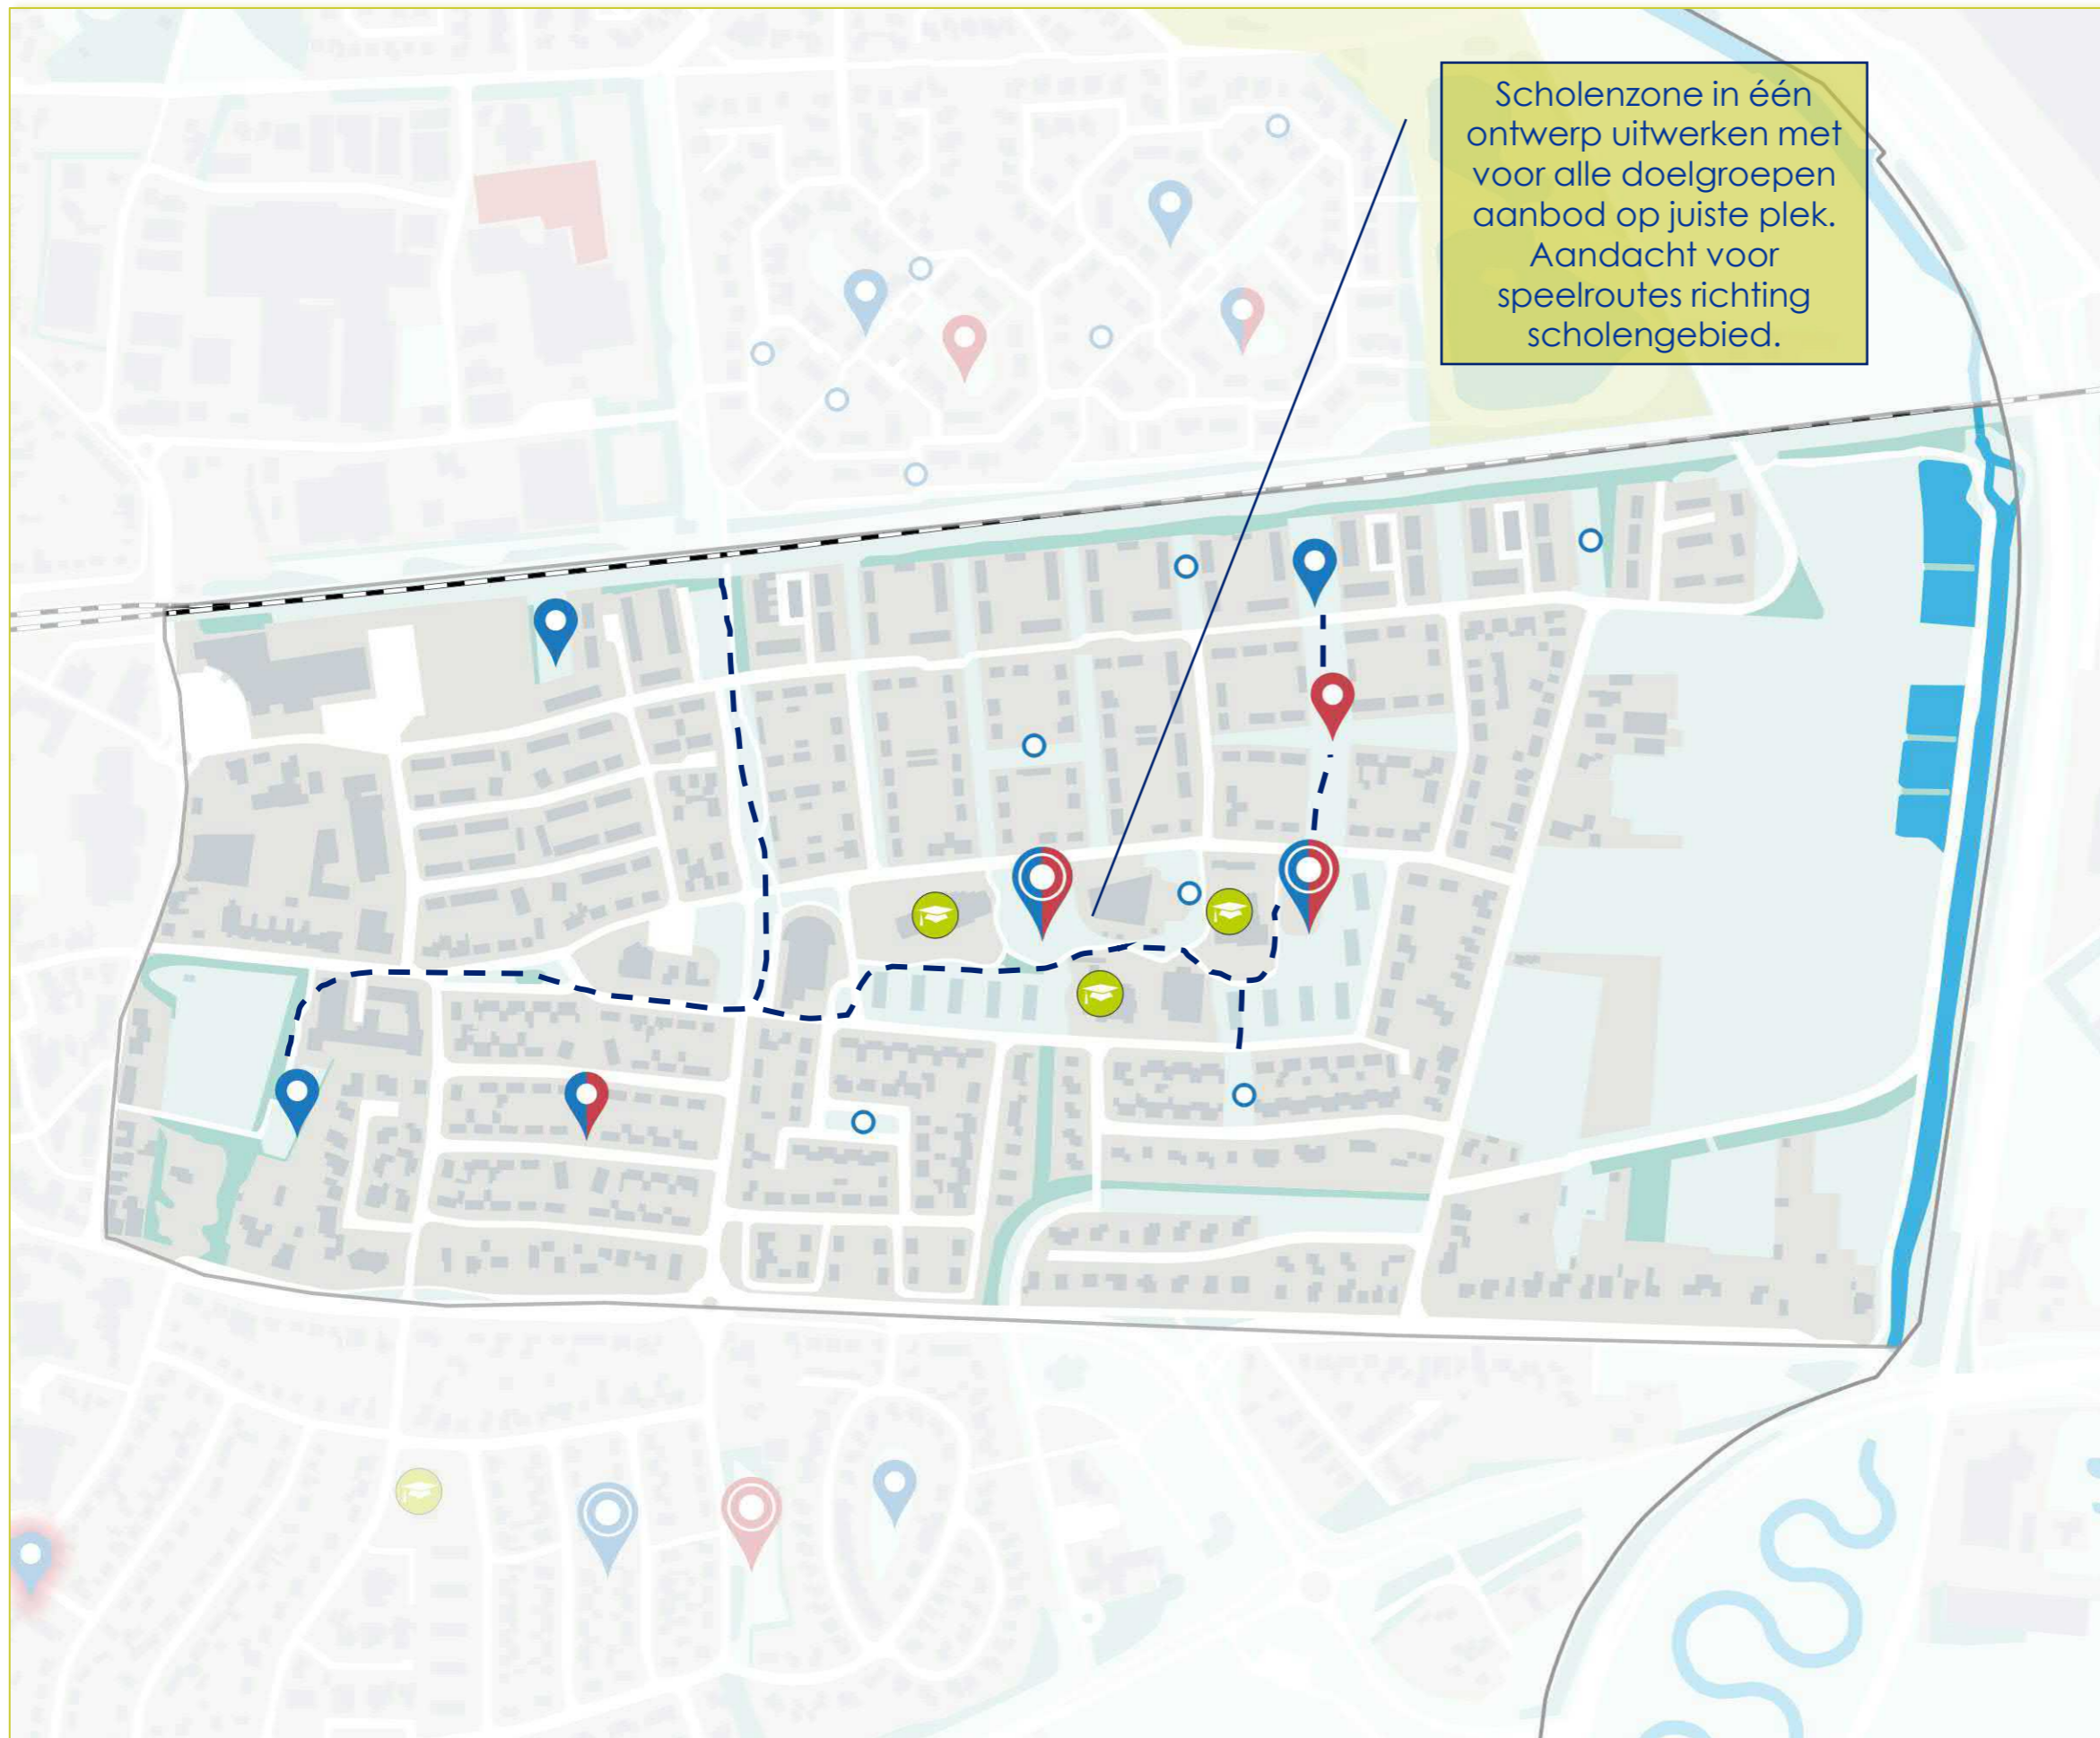 Scholenzone in één
ontwerp uitwerken met
voor alle doelgroepen
aanbod op juiste plek.
Aandacht voor
speelroutes richting
scholengebied.